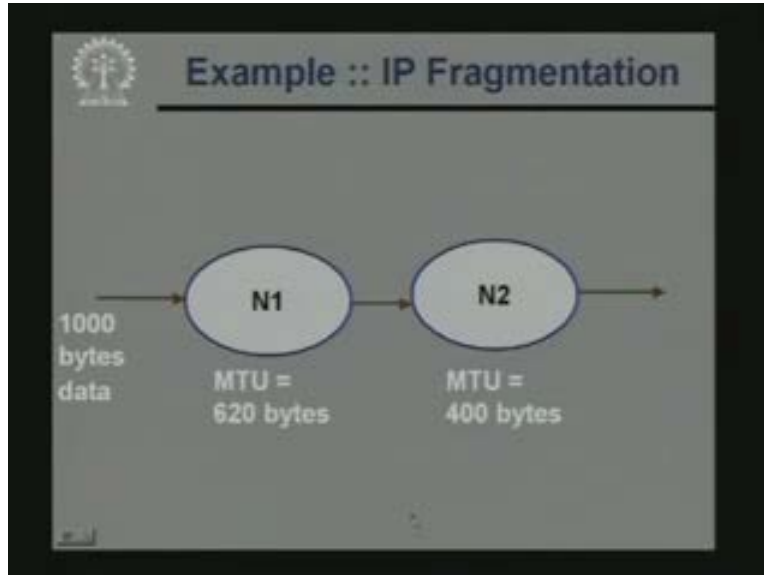 Example :: IP Fragmentation
N1
N2
1000
bytes
data
MTU =
620 bytes
MTU =
400 bytes